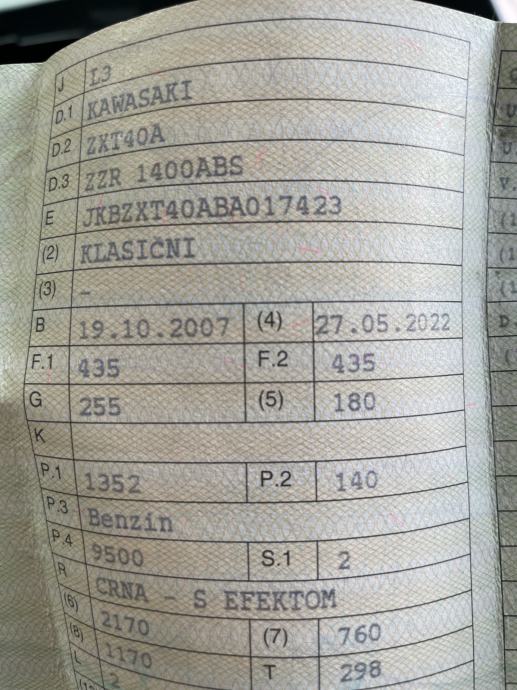 J L3
D.1 KAWASAKI
D.2 ZXT40A
D.3 ZZR 1400ABS
E JKBZXT40ABA017423
(2) KLASIČNI
(3) -
B 19.10.2007 (4) 27.05.2022
F.1 435 F.2 435
G 255 (5) 180
K
P.1 1352 P.2 140
P.3 Benzin
P.4 9500 S.1 2
R CRNA - S EFEKTOM
(6) 2170 (7) 760
(8) 1170 T 298
L 2